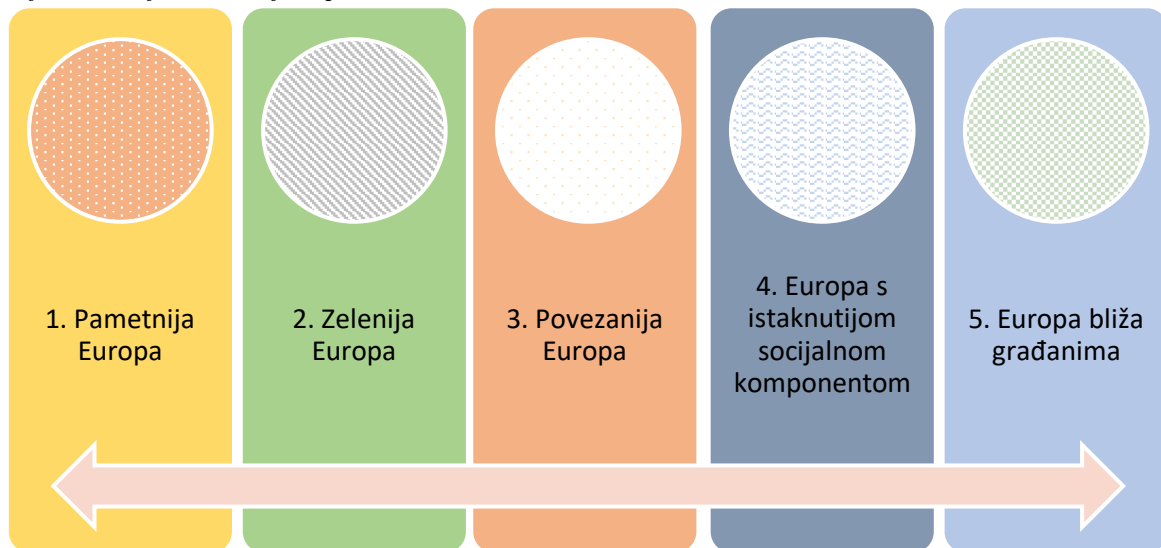 1. Pametnija
Europa
2. Zelenija
Europa
3. Povezanija
Europa
4. Europa s
istaknutijom
socijalnom
komponentom
5. Europa bliža
građanima